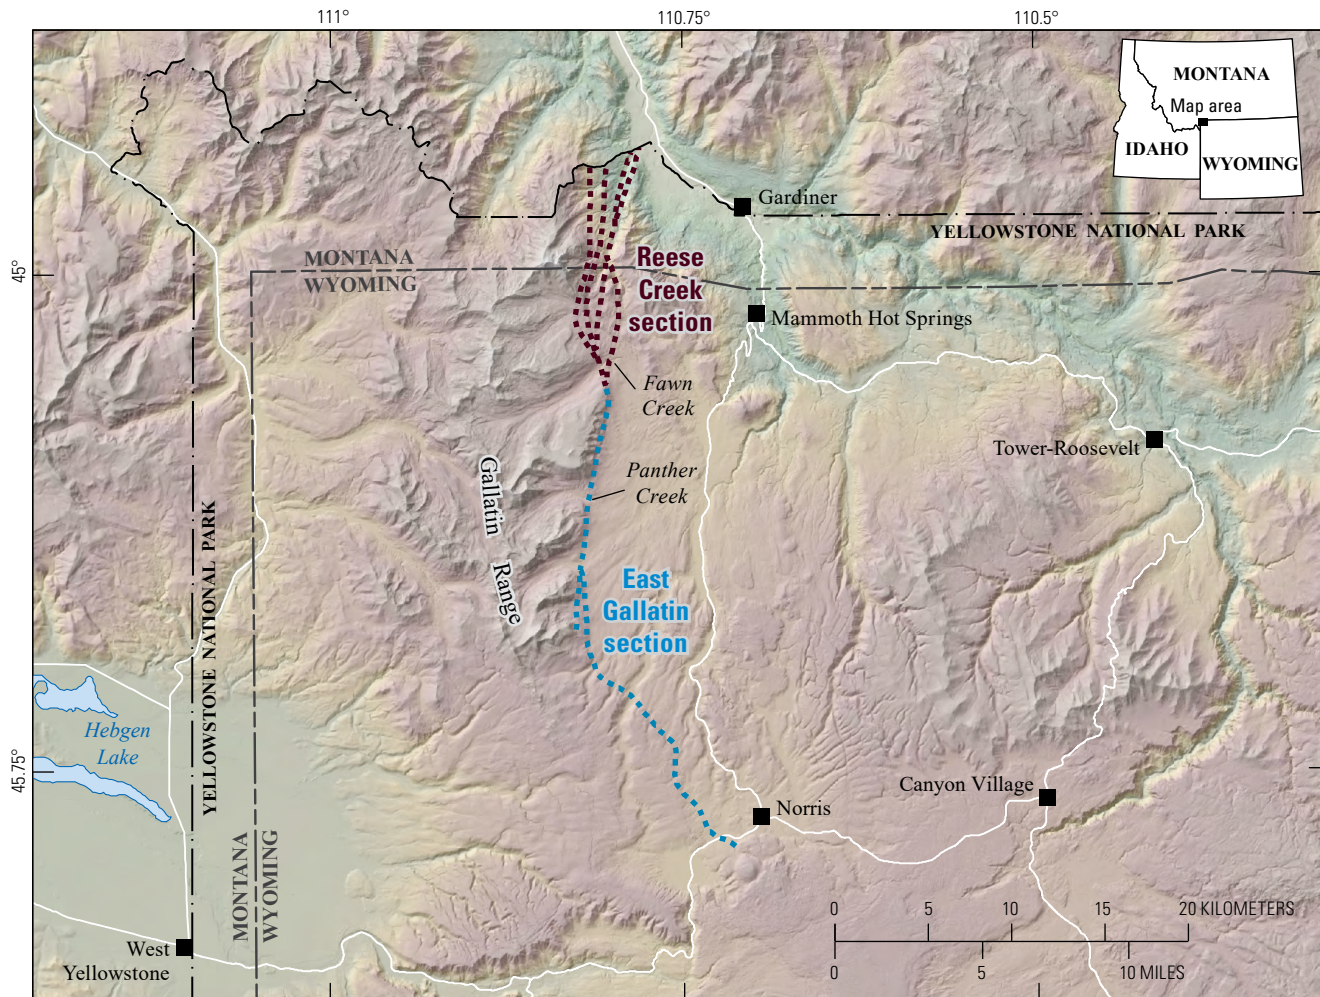 111°
110.75°
110.5°
MONTANA
Map area
IDAHO
WYOMING
Gardiner
YELLOWSTONE NATIONAL PARK
45°
MONTANA
WYOMING
Reese
Creek
section
Mammoth Hot Springs
Fawn
Creek
Tower-Roosevelt
Gallatin Range
Panther
Creek
YELLOWSTONE NATIONAL PARK
East
Gallatin
section
Hebgen
Lake
45.75°
Canyon Village
Norris
MONTANA
WYOMING
West
Yellowstone
0 5 10 15 20 KILOMETERS
0 5 10 MILES